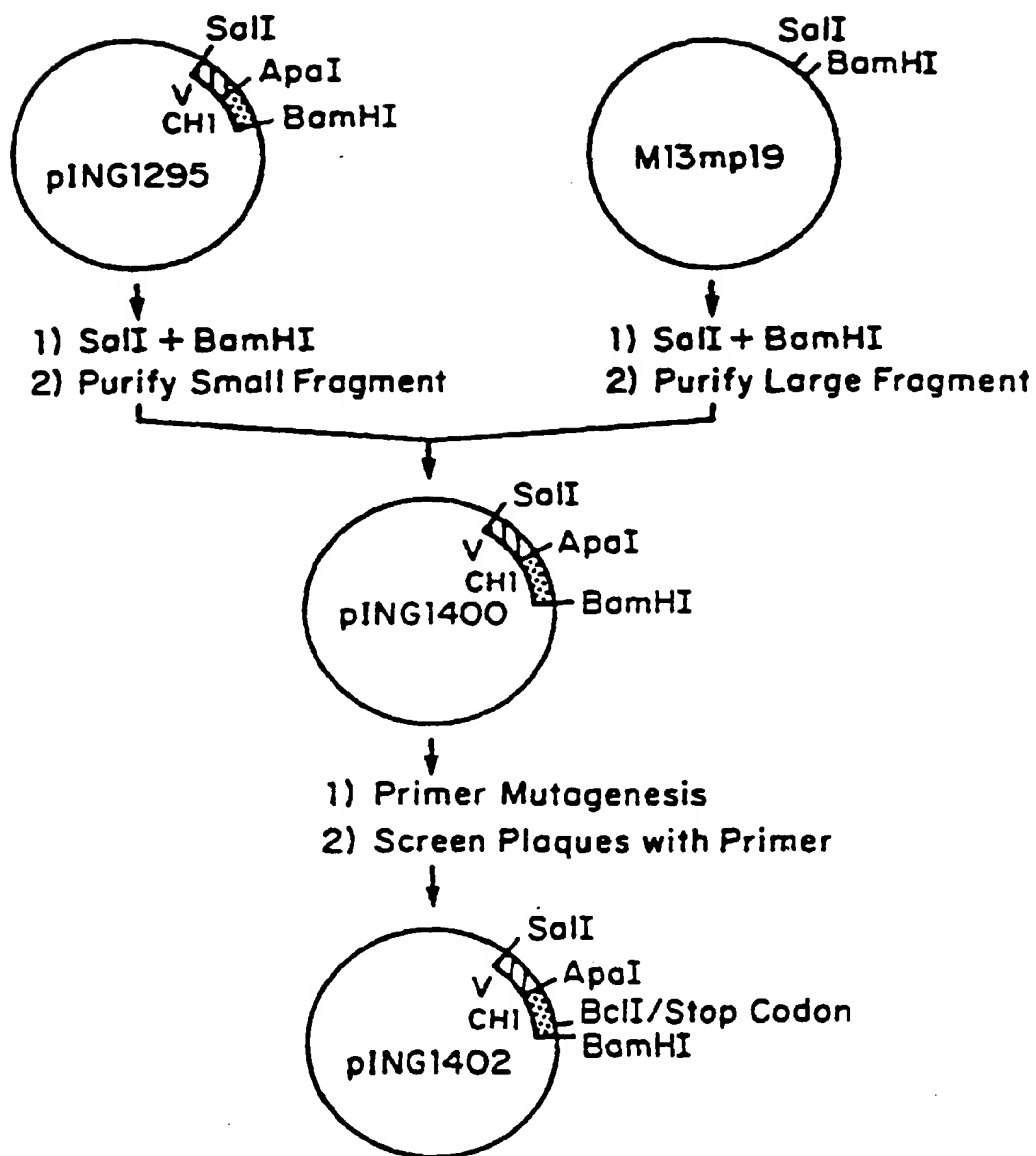 SalI
ApaI
V
CH1
BamHI
pING1295
SalI
BamHI
M13mp19
1) SalI + BamHI
2) Purify Small Fragment
1) SalI + BamHI
2) Purify Large Fragment
SalI
ApaI
V
CH1
BamHI
pING1400
1) Primer Mutagenesis
2) Screen Plaques with Primer
SalI
ApaI
V
CH1
BclI/Stop Codon
BamHI
pING1402